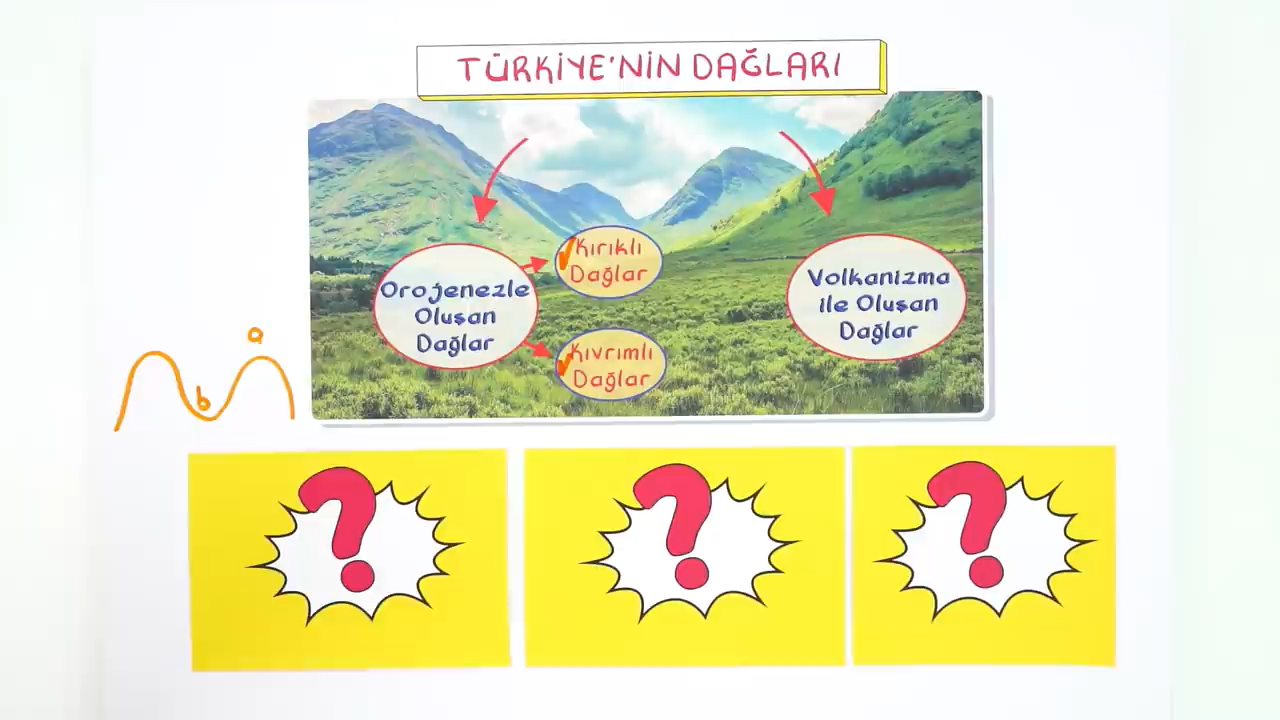 TÜRKİYE'NİN DAĞLARI
Orojenezle
Oluşan
Dağlar
Kırıklı
Dağlar
Kıvrımlı
Dağlar
Volkanizma
ile Oluşan
Dağlar
a
b
?
?
?